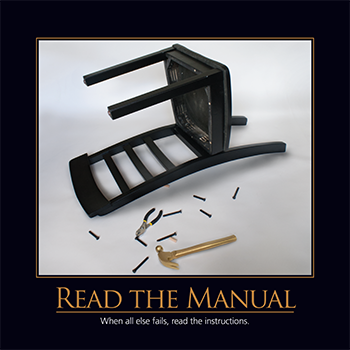 READ THE MANUAL
When all else fails, read the instructions.